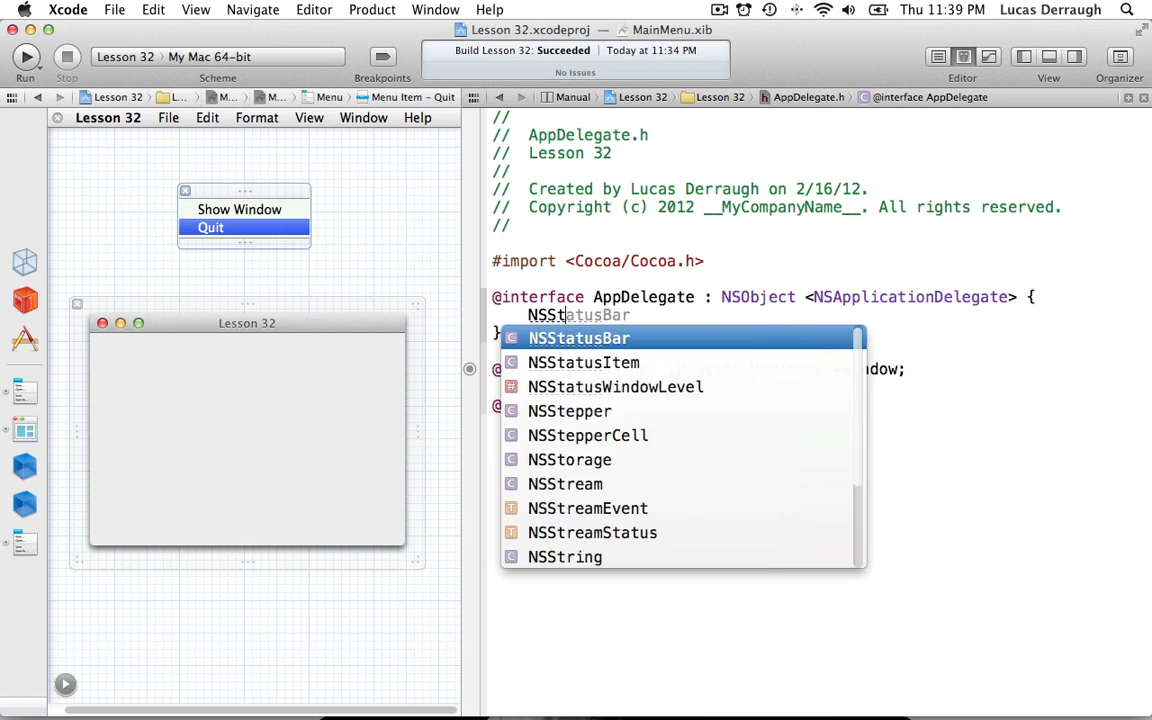 Xcode File Edit View Navigate Editor Product Window Help Thu 11:39 PM Lucas Derraugh
Lesson 32.xcodeproj — MainMenu.xib
Lesson 32 › My Mac 64-bit
Build Lesson 32: Succeeded | Today at 11:34 PM
No Issues
Run Stop Scheme Breakpoints Editor View Organizer
Lesson 32 › L... › M... › M... › Menu › Menu Item - Quit
Manual › Lesson 32 › Lesson 32 › AppDelegate.h › @interface AppDelegate
Lesson 32 File Edit Format View Window Help
Show Window
Quit
Lesson 32
//
// AppDelegate.h
// Lesson 32
//
// Created by Lucas Derraugh on 2/16/12.
// Copyright (c) 2012 __MyCompanyName__. All rights reserved.
//
#import <Cocoa/Cocoa.h>
@interface AppDelegate : NSObject <NSApplicationDelegate> {
NSStatusBar
}
NSStatusBar
NSStatusItem
NSStatusWindowLevel
NSStepper
NSStepperCell
NSStorage
NSStream
NSStreamEvent
NSStreamStatus
NSString